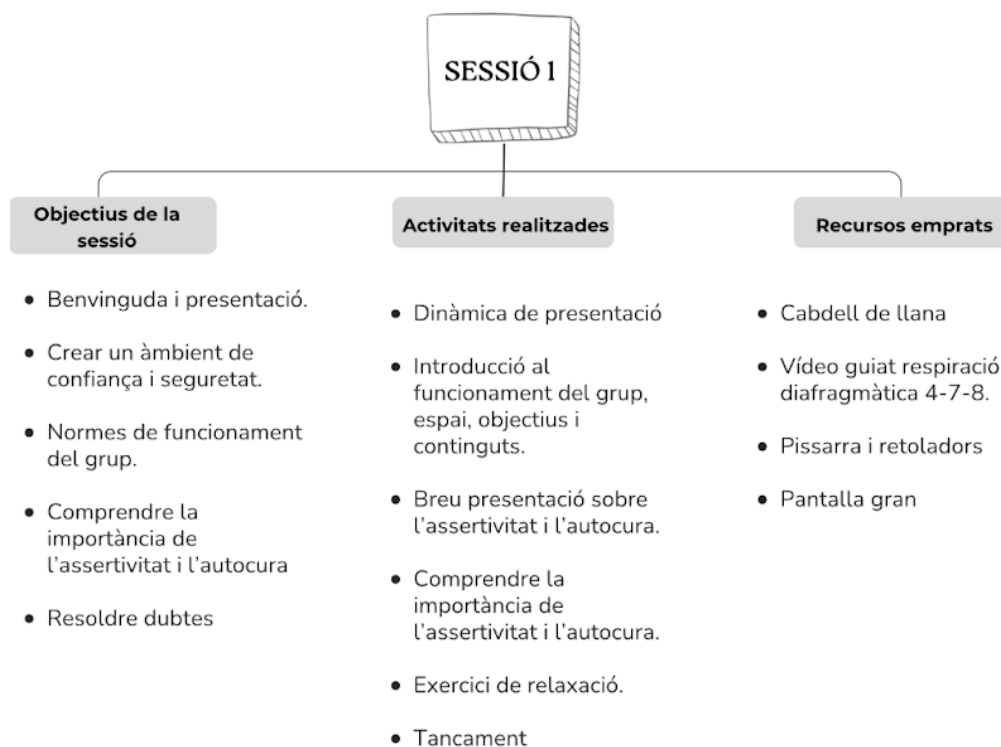 SESSIÓ 1
Objectius de la
sessió
Benvinguda i presentació.
Crear un àmbient de
confiança i seguretat.
Normes de funcionament
del grup.
Comprendre la
importància de
l'assertivitat i l'autocura
Resoldre dubtes
Activitats realitzades
Dinàmica de presentació
Introducció al
funcionament del grup,
espai, objectius i
continguts.
Breu presentació sobre
l'assertivitat i l'autocura.
Comprendre la
importància de
l'assertivitat i l'autocura.
Exercici de relaxació.
Tancament
Recursos emprats
Cabdell de llana
Vídeo guiat respiració
diafragmàtica 4-7-8.
Pissarra i retoladors
Pantalla gran